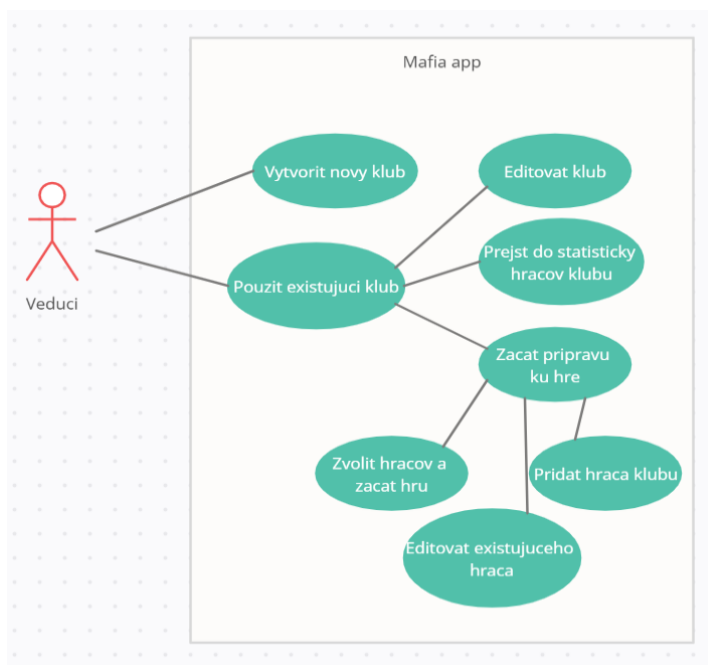 Mafia app
Vytvorit novy klub
Editovat klub
Prejst do statisticky
hracov klubu
Pouzit existujuci klub
Veduci
Zacat pripravu
ku hre
Zvolit hracov a
zacat hru
Pridat hraca klubu
Editovat existujuceho
hraca